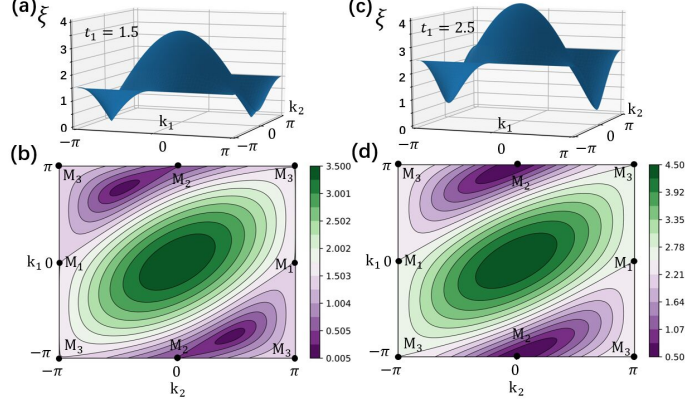 (a) ξ
t₁ = 1.5
4
3
2
1
0
k₁
k₂
−π
0
π
−π
0
π
(c) ξ
t₁ = 2.5
4
3
2
1
0
k₁
k₂
−π
0
π
−π
0
π
(b)
π
k₁ 0
−π
M₃ M₂ M₃
M₁ M₁
M₃ M₂ M₃
−π 0 π
k₂
3.500
3.001
2.501
2.002
1.503
1.004
0.505
0.005
(d)
M₃ M₂ M₃
M₁ M₁
M₃ M₂ M₃
π
k₁ 0
−π
−π 0 π
k₂
4.50
3.92
3.35
2.78
2.21
1.64
1.07
0.50